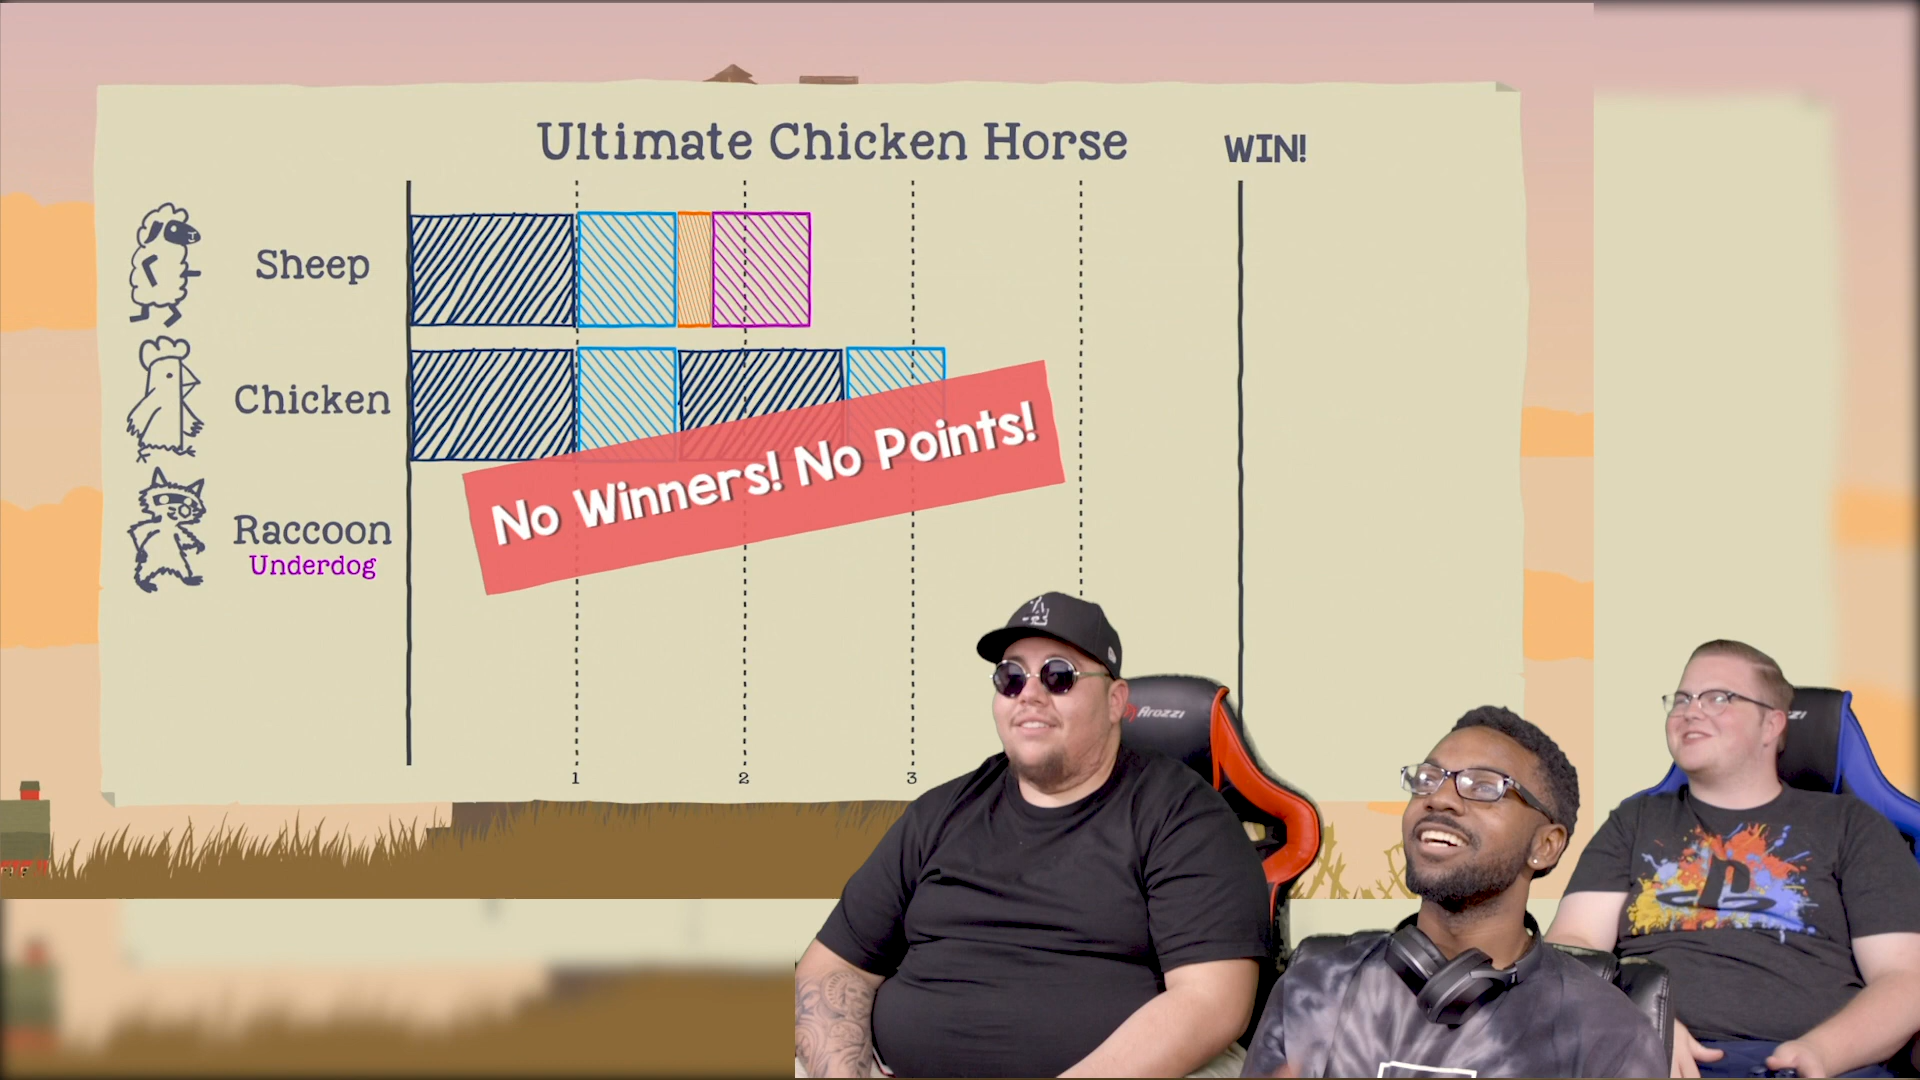 Ultimate Chicken Horse
WIN!
Sheep
Chicken
No Winners! No Points!
Raccoon
Underdog
1
2
3
Arozzi